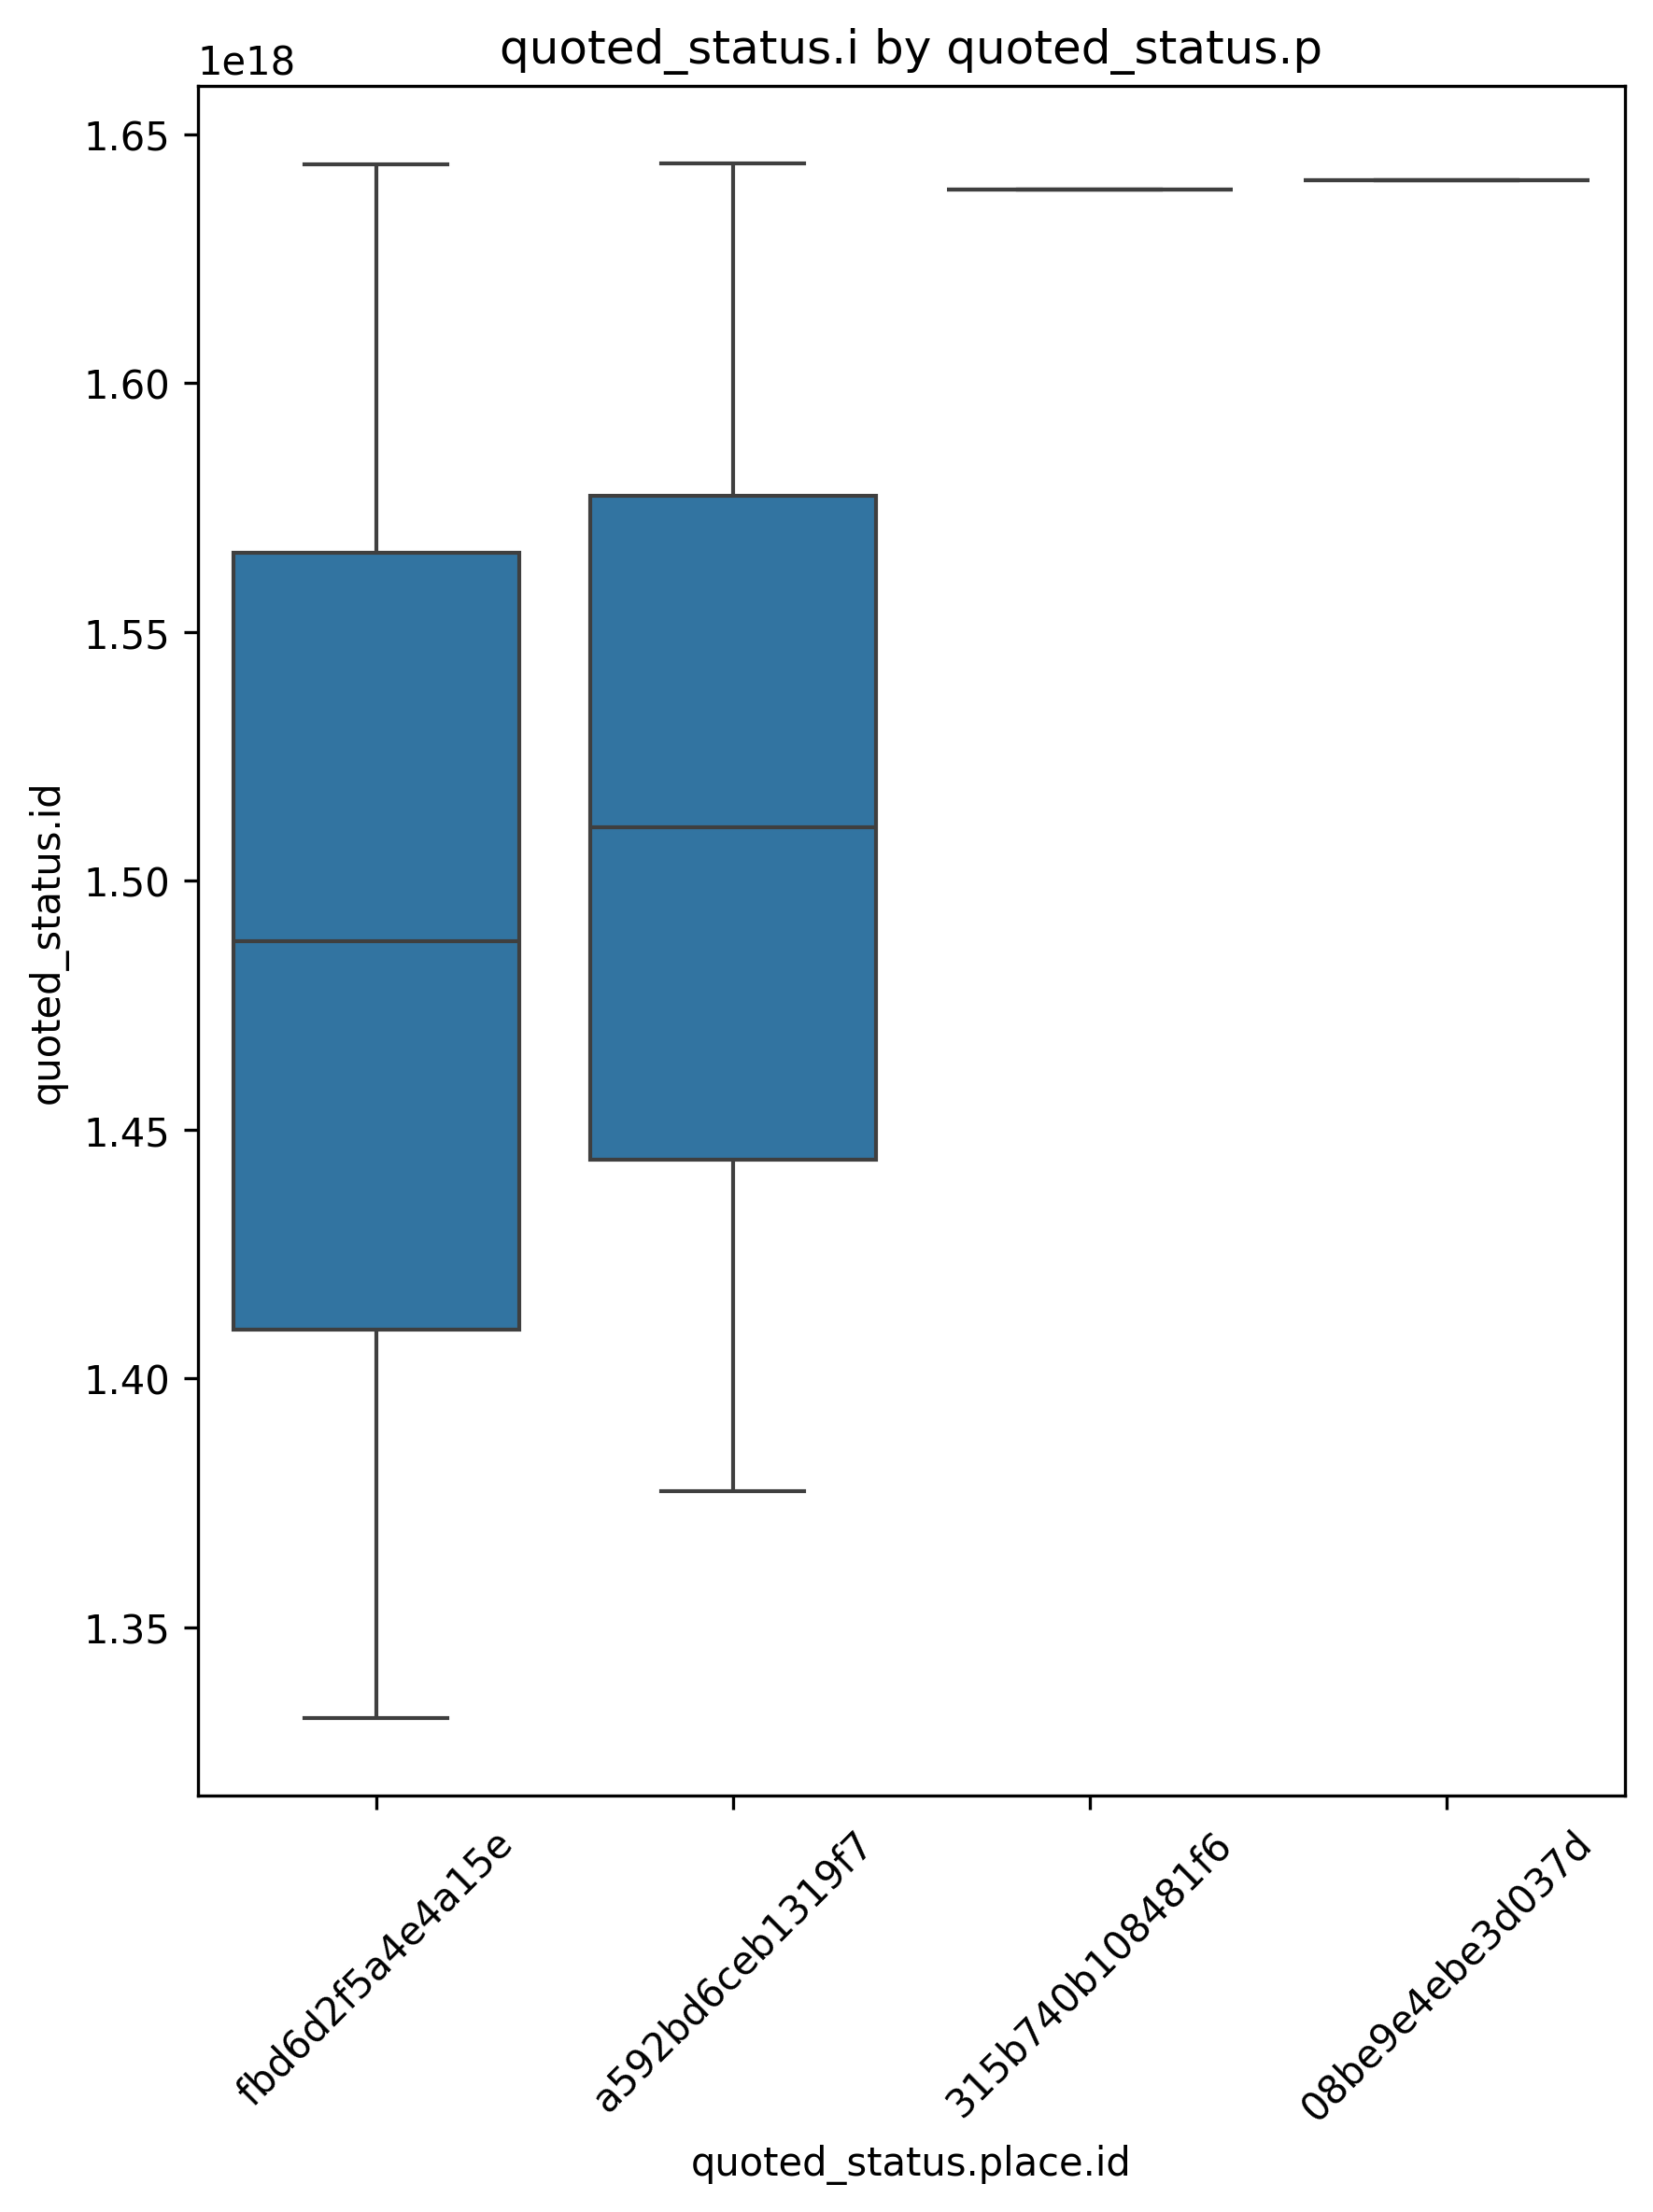 quoted_status.i by quoted_status.p
1e18
1.65
1.60
1.55
1.50
1.45
1.40
1.35
quoted_status.id
fbd6d2f5a4e4a15e
a592bd6ceb1319f7
315b740b108481f6
08be9e4ebe3d037d
quoted_status.place.id